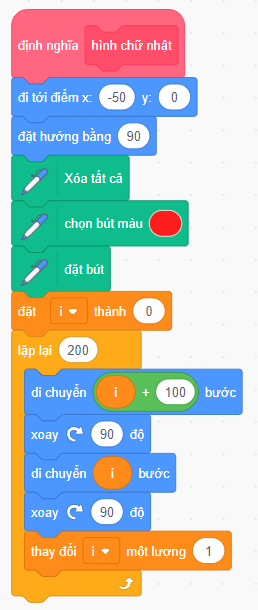 định nghĩa hình chữ nhật
đi tới điểm x: -50 y: 0
đặt hướng bằng 90
Xóa tất cả
chọn bút màu
đặt bút
đặt i thành 0
lặp lại 200
di chuyển i + 100 bước
xoay 90 độ
di chuyển i bước
xoay 90 độ
thay đổi i một lượng 1